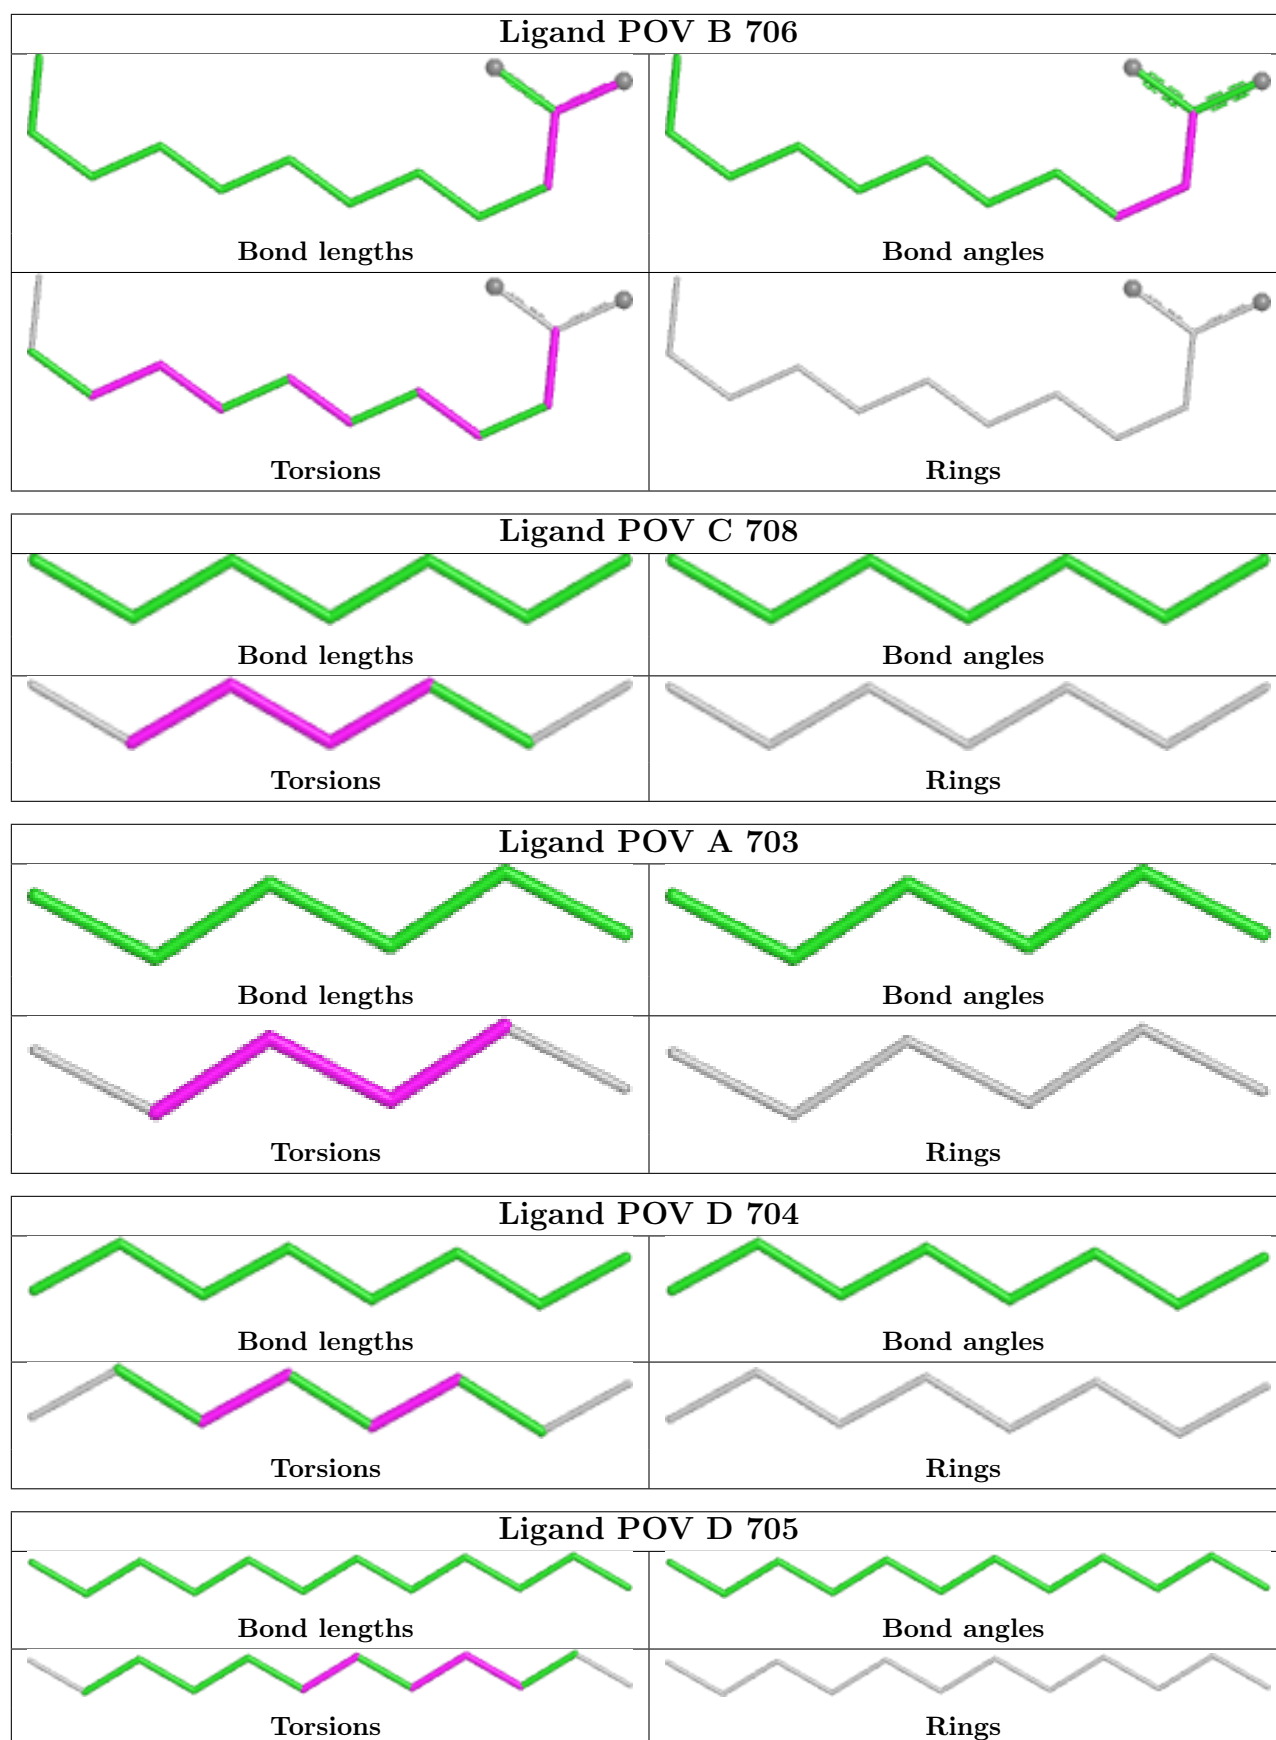 Ligand POV B 706
Bond lengths
Bond angles
Torsions
Rings
Ligand POV C 708
Bond lengths
Bond angles
Torsions
Rings
Ligand POV A 703
Bond lengths
Bond angles
Torsions
Rings
Ligand POV D 704
Bond lengths
Bond angles
Torsions
Rings
Ligand POV D 705
Bond lengths
Bond angles
Torsions
Rings